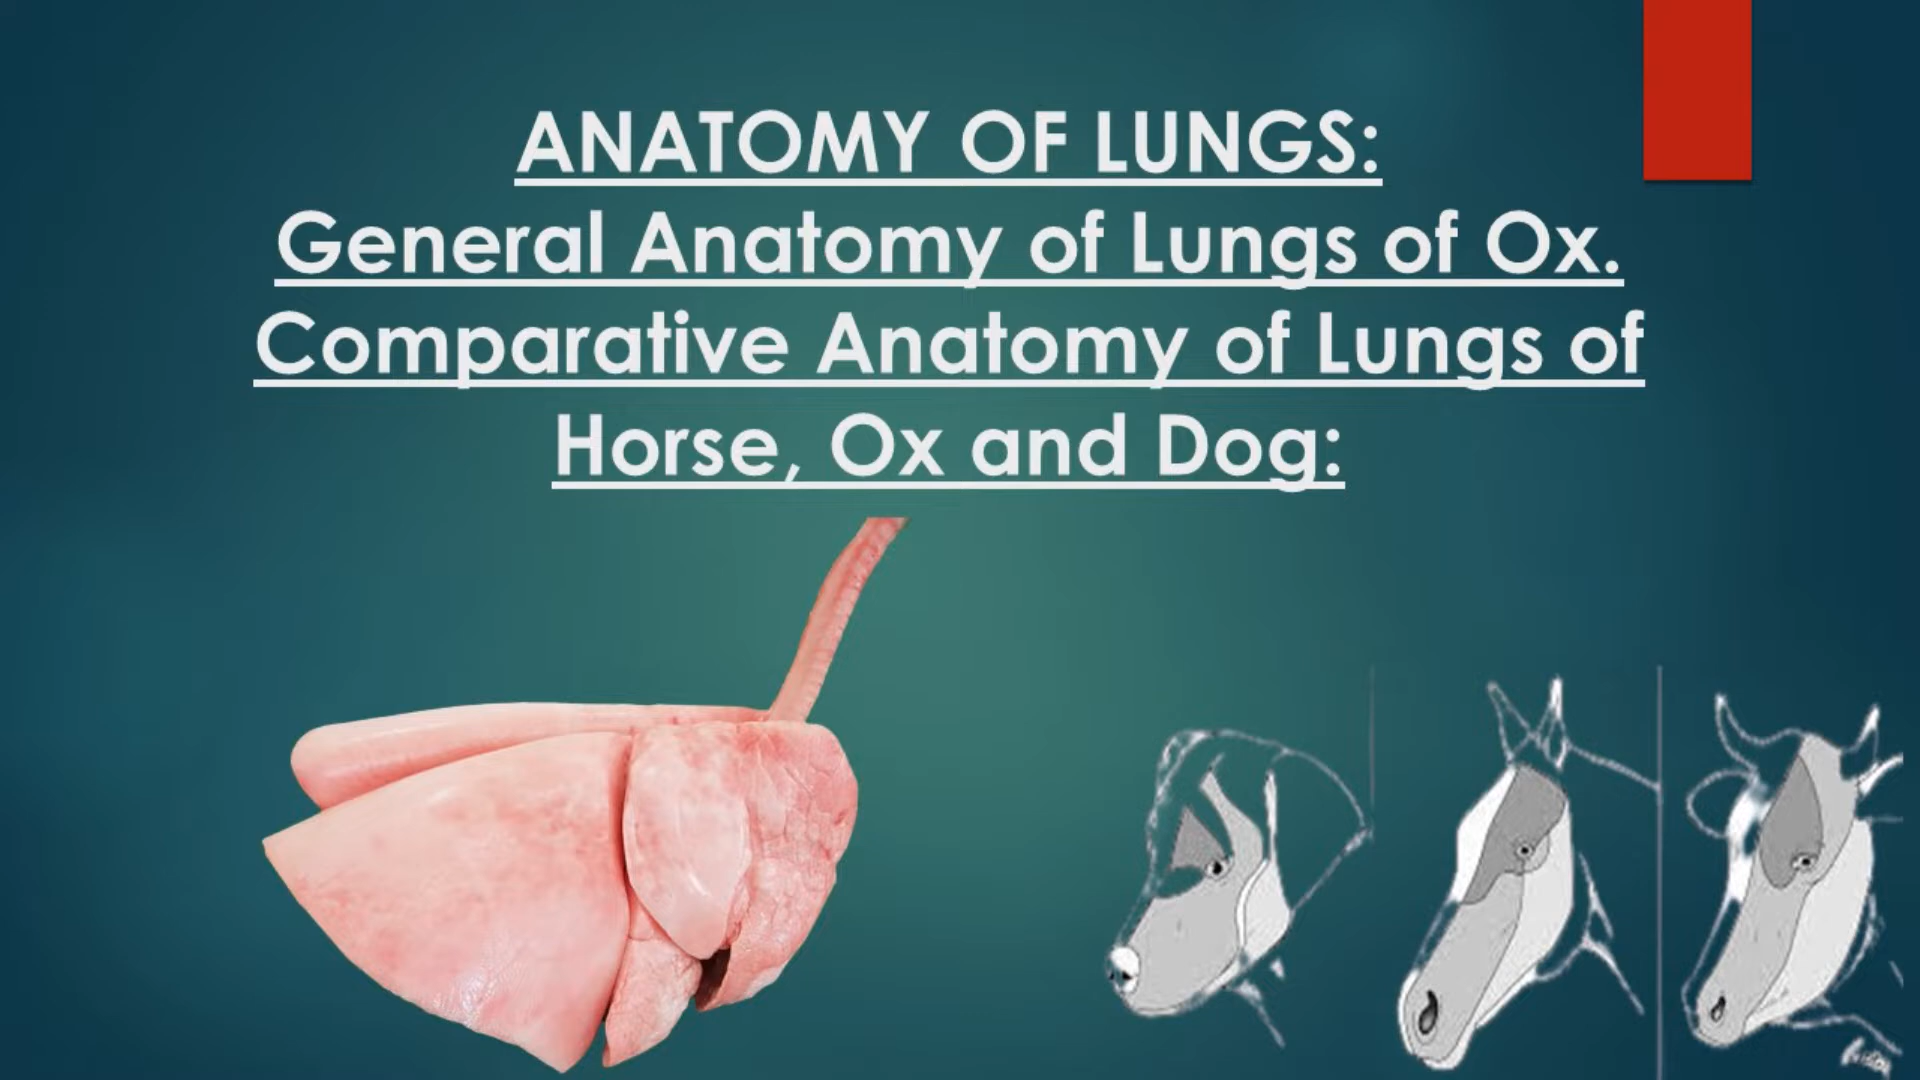 ANATOMY OF LUNGS:
General Anatomy of Lungs of Ox.
Comparative Anatomy of Lungs of
Horse, Ox and Dog: